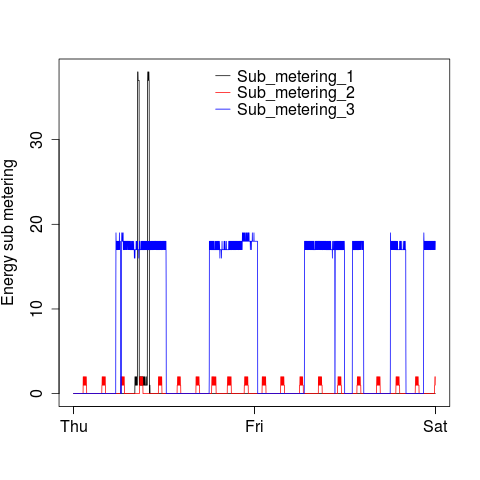 Sub_metering_1
Sub_metering_2
Sub_metering_3
Energy sub metering
30
20
10
0
Thu Fri Sat